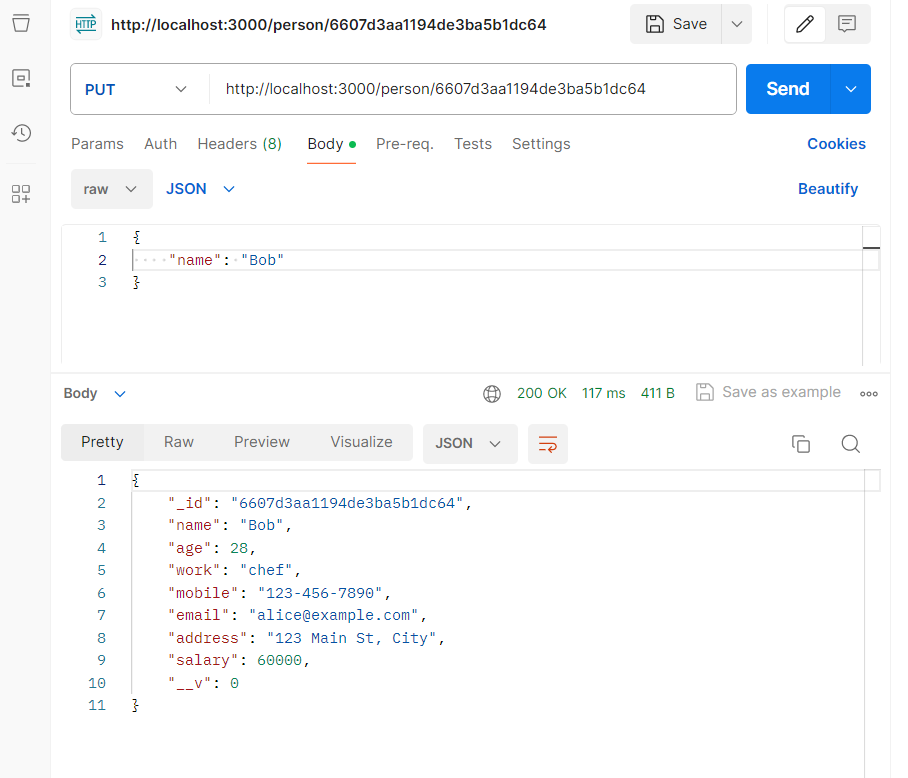 HTTP http://localhost:3000/person/6607d3aa1194de3ba5b1dc64 Save
PUT http://localhost:3000/person/6607d3aa1194de3ba5b1dc64 Send
Params Auth Headers (8) Body Pre-req. Tests Settings Cookies
raw JSON Beautify
1 {
2 "name": "Bob"
3 }
Body 200 OK 117 ms 411 B Save as example
Pretty Raw Preview Visualize JSON
1 {
2 "_id": "6607d3aa1194de3ba5b1dc64",
3 "name": "Bob",
4 "age": 28,
5 "work": "chef",
6 "mobile": "123-456-7890",
7 "email": "alice@example.com",
8 "address": "123 Main St, City",
9 "salary": 60000,
10 "__v": 0
11 }